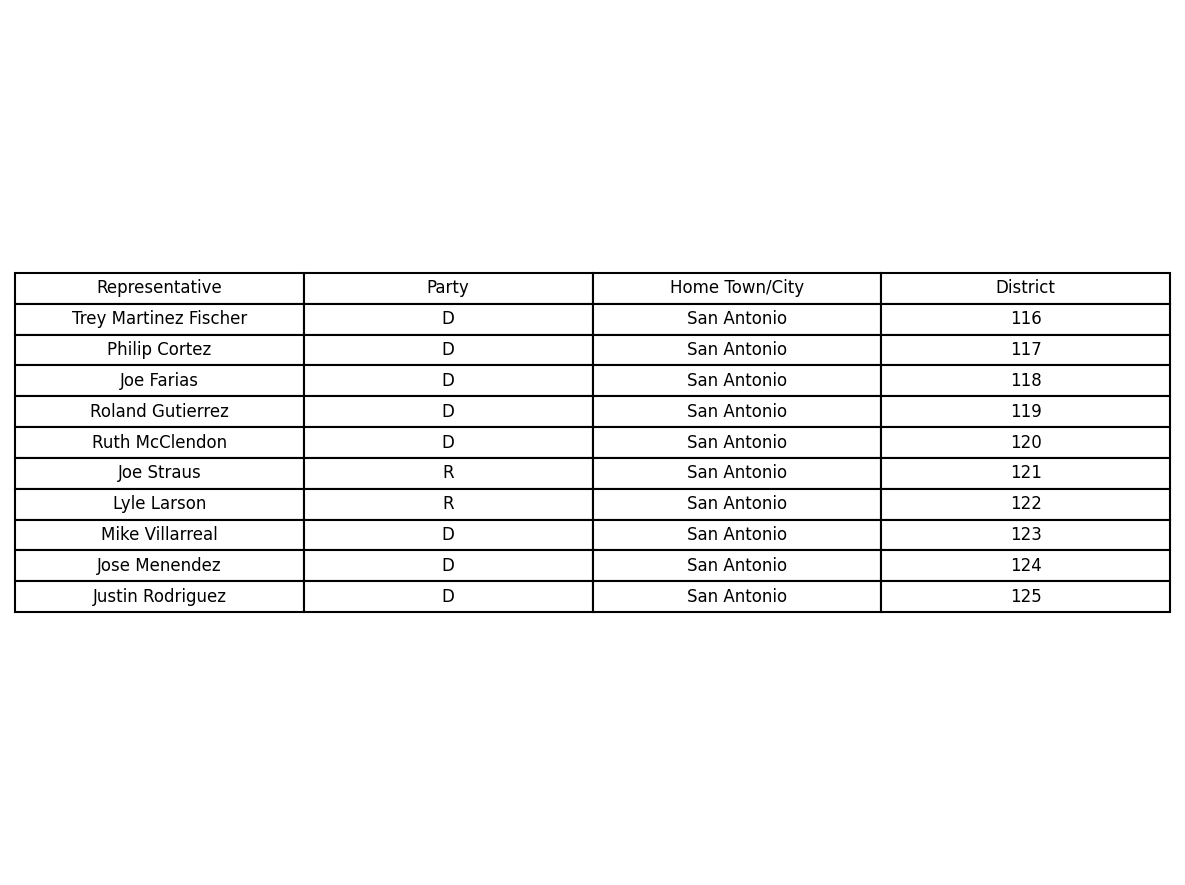 Representative Party Home Town/City District
Trey Martinez Fischer D San Antonio 116
Philip Cortez D San Antonio 117
Joe Farias D San Antonio 118
Roland Gutierrez D San Antonio 119
Ruth McClendon D San Antonio 120
Joe Straus R San Antonio 121
Lyle Larson R San Antonio 122
Mike Villarreal D San Antonio 123
Jose Menendez D San Antonio 124
Justin Rodriguez D San Antonio 125